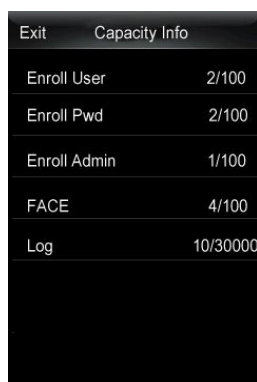 Exit Capacity Info
Enroll User 2/100
Enroll Pwd 2/100
Enroll Admin 1/100
FACE 4/100
Log 10/30000